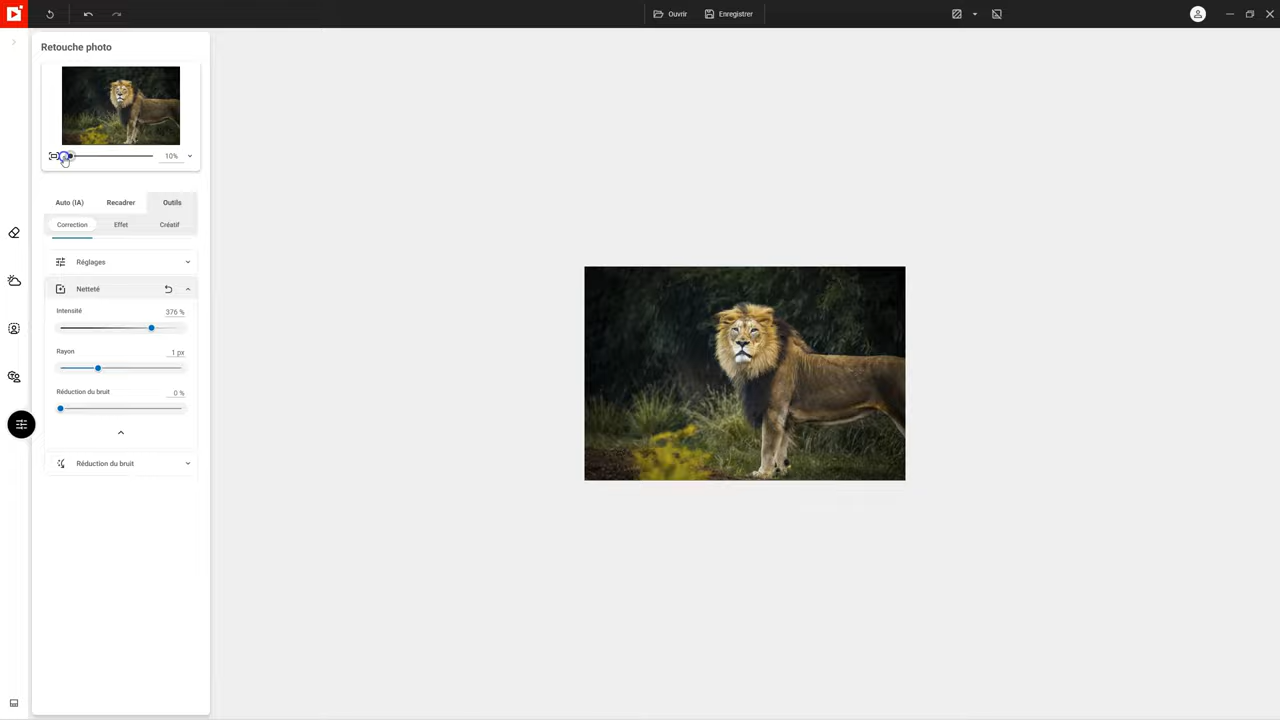 Ouvrir
Enregistrer
Retouche photo
10%
Auto (IA)
Recadrer
Outils
Correction
Effet
Créatif
Réglages
Netteté
Intensité
376 %
Rayon
1 px
Réduction du bruit
0 %
Réduction du bruit